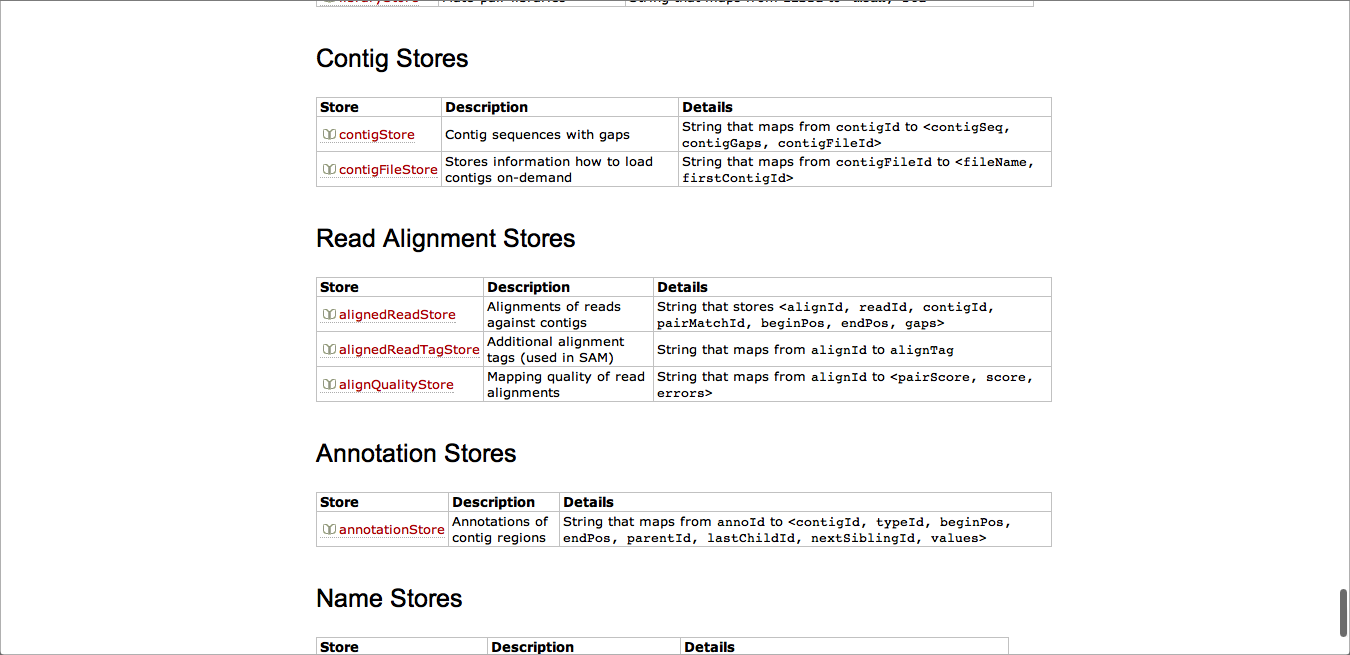 Contig Stores
Store Description Details
contigStore Contig sequences with gaps String that maps from contigId to <contigSeq,
contigGaps, contigFileId>
contigFileStore Stores information how to load
contigs on-demand String that maps from contigFileId to <fileName,
firstContigId>
Read Alignment Stores
Store Description Details
alignedReadStore Alignments of reads
against contigs String that stores <alignId, readId, contigId,
pairMatchId, beginPos, endPos, gaps>
alignedReadTagStore Additional alignment
tags (used in SAM) String that maps from alignId to alignTag
alignQualityStore Mapping quality of read
alignments String that maps from alignId to <pairScore, score,
errors>
Annotation Stores
Store Description Details
annotationStore Annotations of
contig regions String that maps from annoId to <contigId, typeId, beginPos,
endPos, parentId, lastChildId, nextSiblingId, values>
Name Stores
Store Description Details